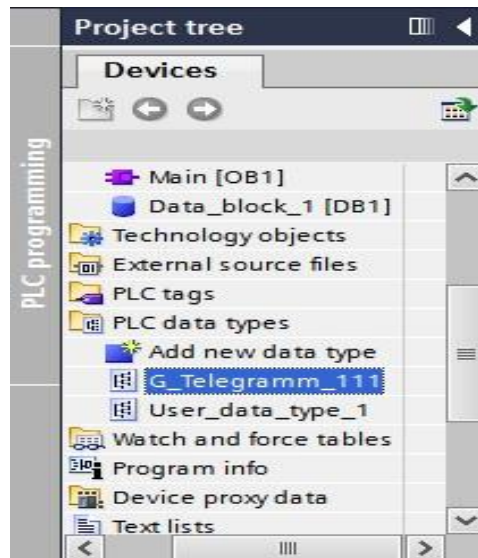 Project tree
Devices
PLC programming
Main [OB1]
Data_block_1 [DB1]
Technology objects
External source files
PLC tags
PLC data types
Add new data type
G_Telegramm_111
User_data_type_1
Watch and force tables
Program info
Device proxy data
Text lists